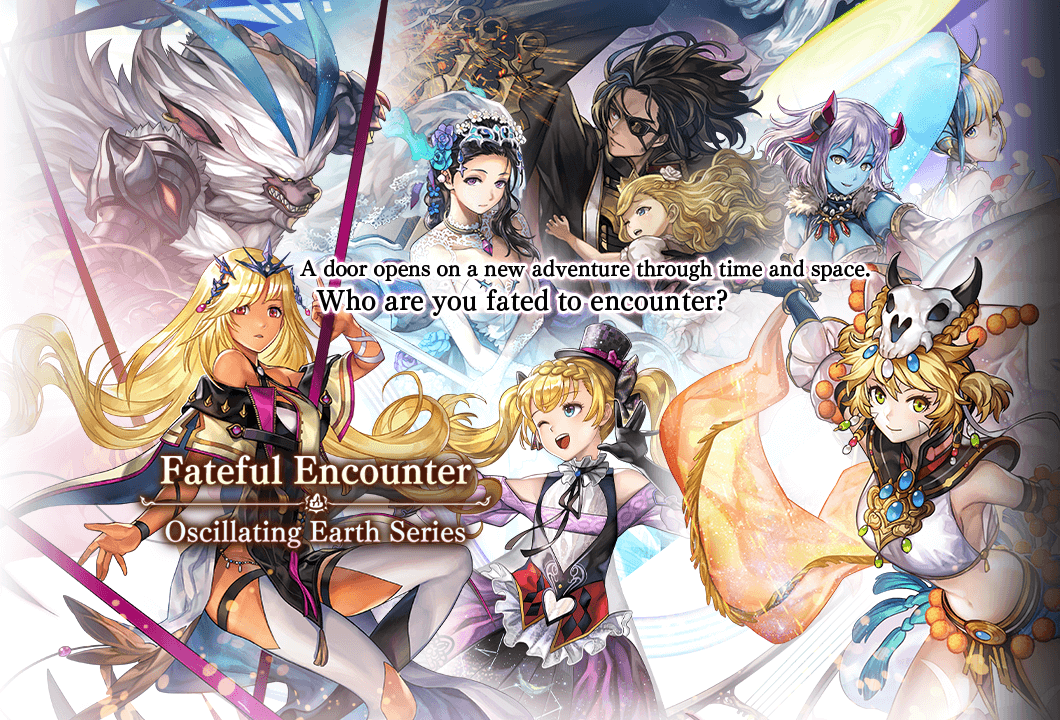 A door opens on a new adventure through time and space.
Who are you fated to encounter?
Fateful Encounter
Oscillating Earth Series